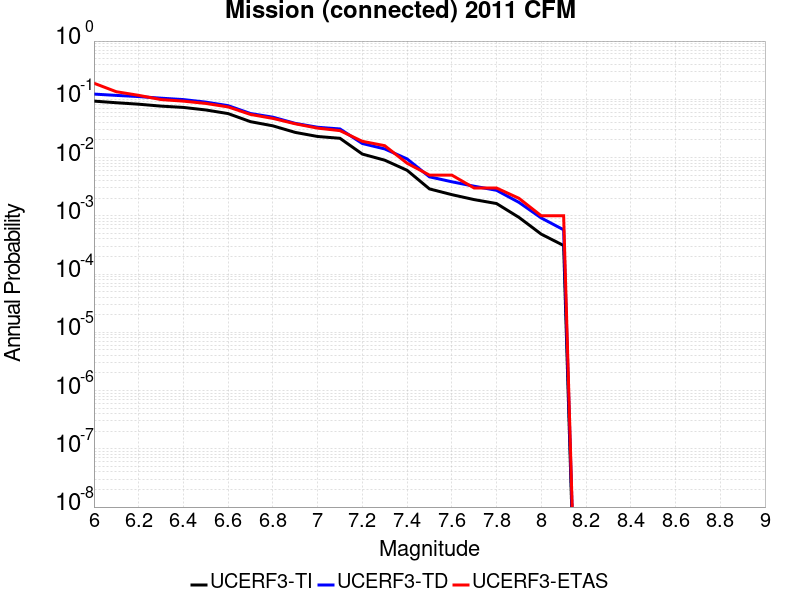 Mission (connected) 2011 CFM
10^0
10^-1
10^-2
10^-3
10^-4
10^-5
10^-6
10^-7
10^-8
Annual Probability
6 6.2 6.4 6.6 6.8 7 7.2 7.4 7.6 7.8 8 8.2 8.4 8.6 8.8 9
Magnitude
UCERF3-TI UCERF3-TD UCERF3-ETAS